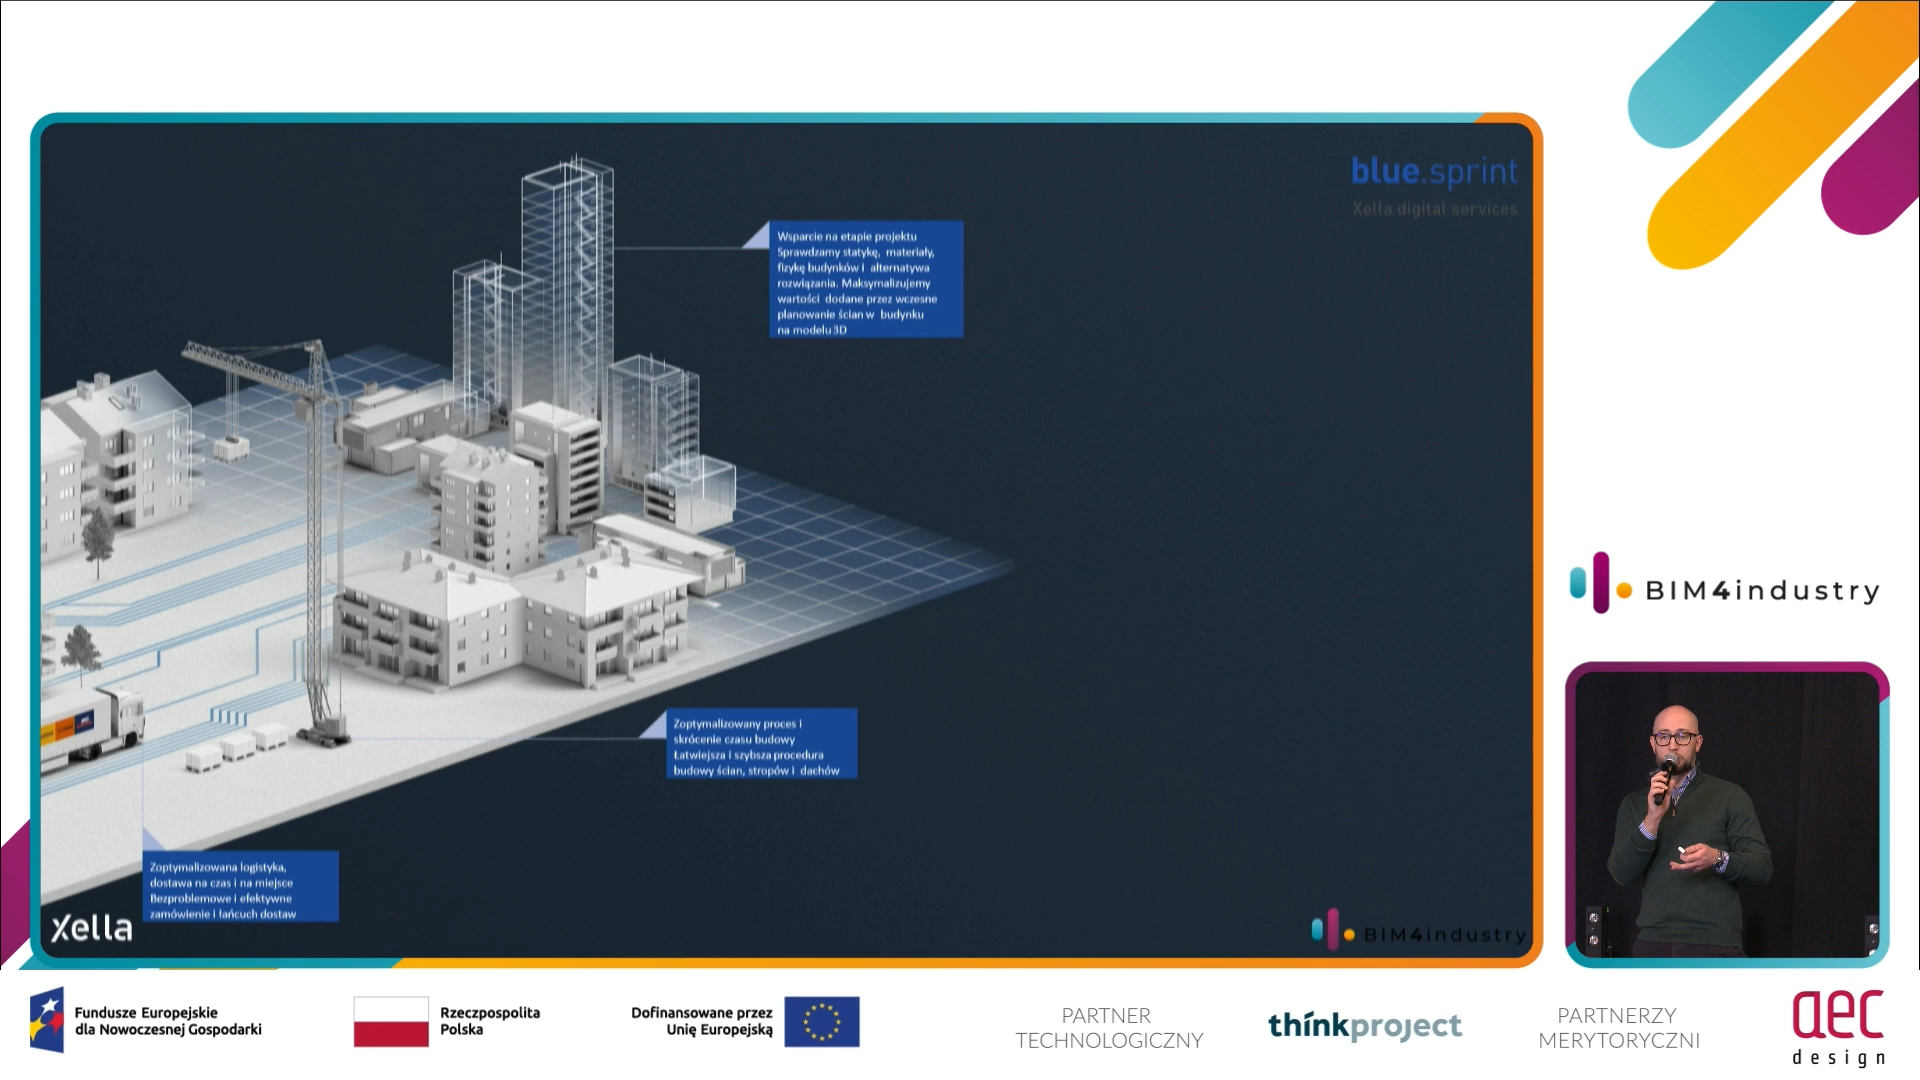 blue.sprint
Xella digital services
Wsparcie na etapie projektu
Sprawdzamy statykę, materiały,
fizykę budynków i alternatywa
rozwiązania. Maksymalizujemy
wartości dodane przez wczesne
planowanie ścian w budynku
na modelu 3D
Zoptymalizowany proces i
skrócenie czasu budowy
Łatwiejsza i szybsza procedura
budowy ścian, stropów i dachów
Zoptymalizowana logistyka,
dostawa na czas i na miejsce
Bezproblemowe i efektywne
zamówienie i łańcuch dostaw
Xella
BIM4industry
BIM4industry
Fundusze Europejskie
dla Nowoczesnej Gospodarki
Rzeczpospolita
Polska
Dofinansowane przez
Unię Europejską
PARTNER
TECHNOLOGICZNY
thinkproject
PARTNERZY
MERYTORYCZNI
aec
design